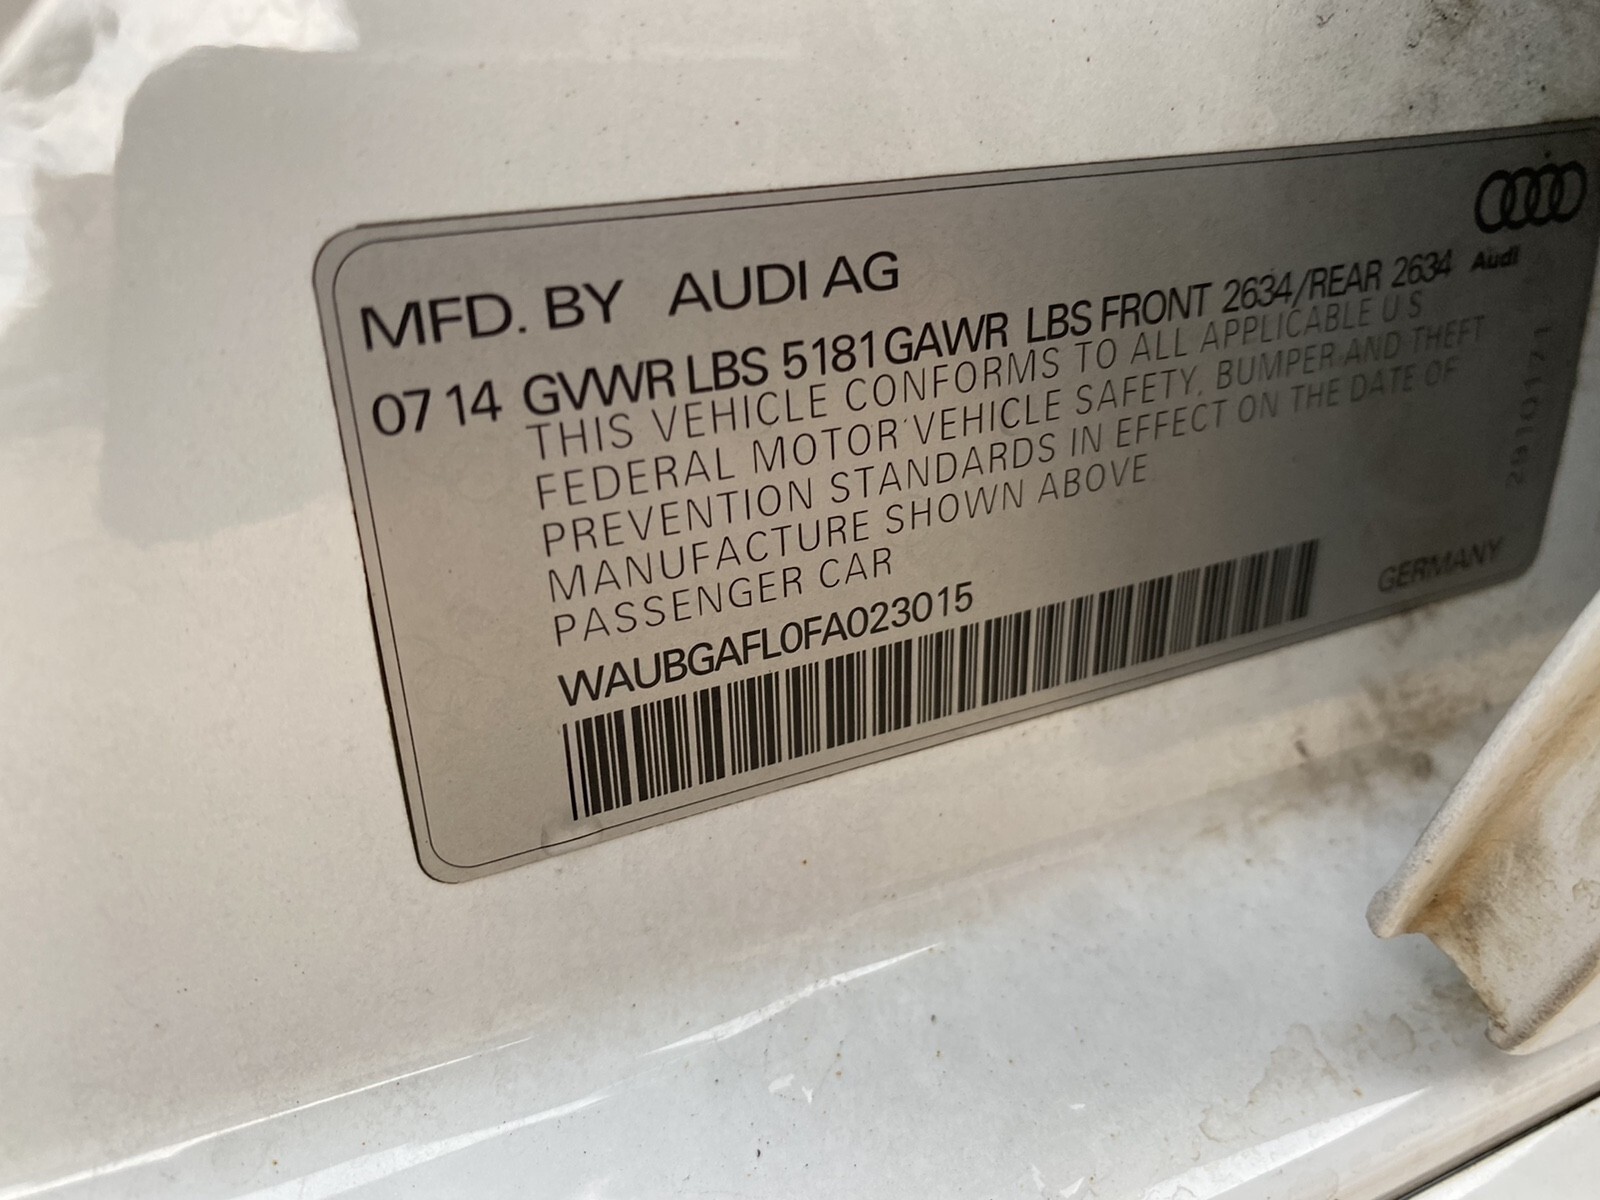 MFD. BY AUDI AG
Audi
07 14 GVWR LBS 5181 GAWR LBS FRONT 2634/REAR 2634
THIS VEHICLE CONFORMS TO ALL APPLICABLE U S
FEDERAL MOTOR VEHICLE SAFETY, BUMPER AND THEFT
PREVENTION STANDARDS IN EFFECT ON THE DATE OF
MANUFACTURE SHOWN ABOVE
PASSENGER CAR
WAUBGAFL0FA023015
GERMANY